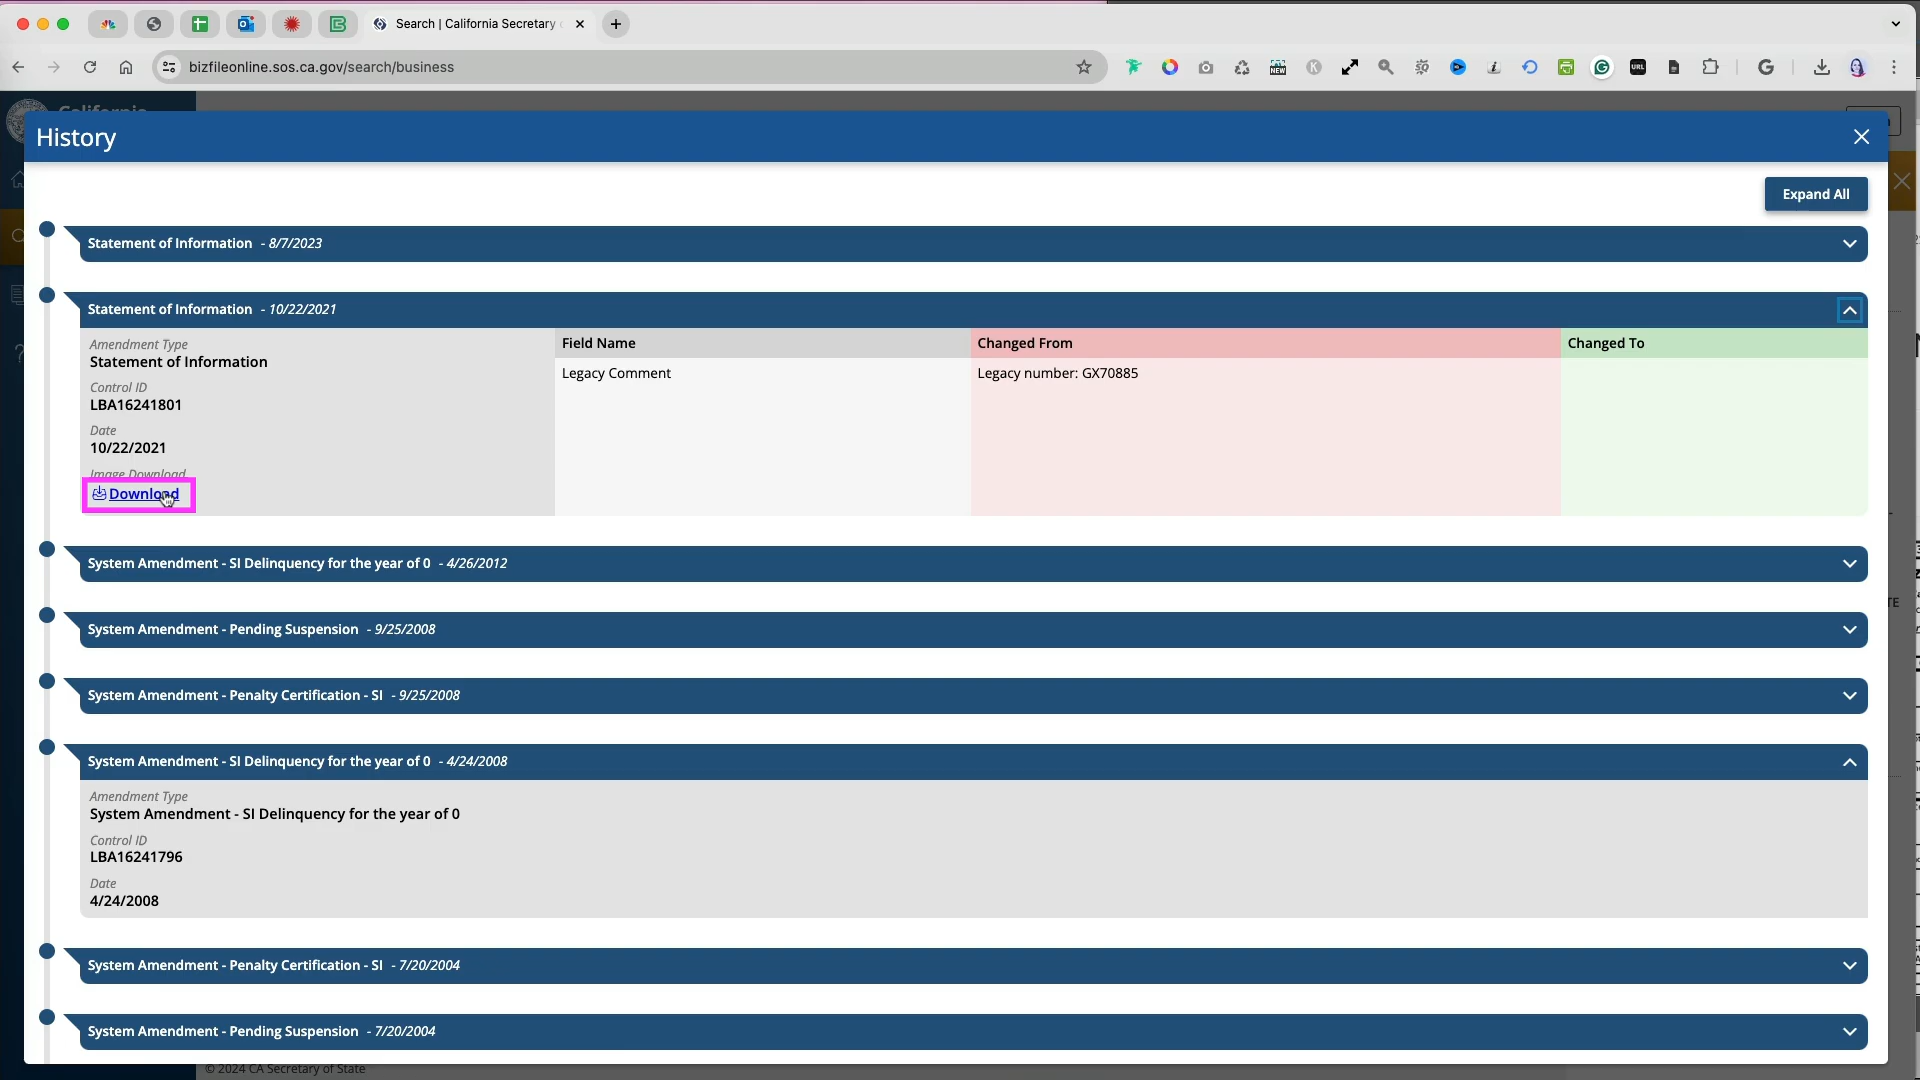 Search | California Secretary
bizfileonline.sos.ca.gov/search/business
California
History
Expand All
Statement of Information - 8/7/2023
Statement of Information - 10/22/2021
Amendment Type
Statement of Information
Control ID
LBA16241801
Date
10/22/2021
Image Download
Download
Field Name
Legacy Comment
Changed From
Legacy number: GX70885
Changed To
System Amendment - SI Delinquency for the year of 0 - 4/26/2012
System Amendment - Pending Suspension - 9/25/2008
System Amendment - Penalty Certification - SI - 9/25/2008
System Amendment - SI Delinquency for the year of 0 - 4/24/2008
Amendment Type
System Amendment - SI Delinquency for the year of 0
Control ID
LBA16241796
Date
4/24/2008
System Amendment - Penalty Certification - SI - 7/20/2004
System Amendment - Pending Suspension - 7/20/2004
© 2024 CA Secretary of State